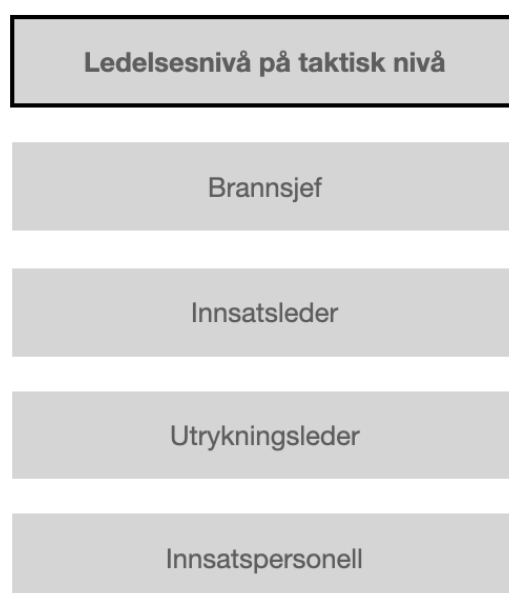 Ledelsesnivå på taktisk nivå
Brannsjef
Innsatsleder
Utrykningsleder
Innsatspersonell